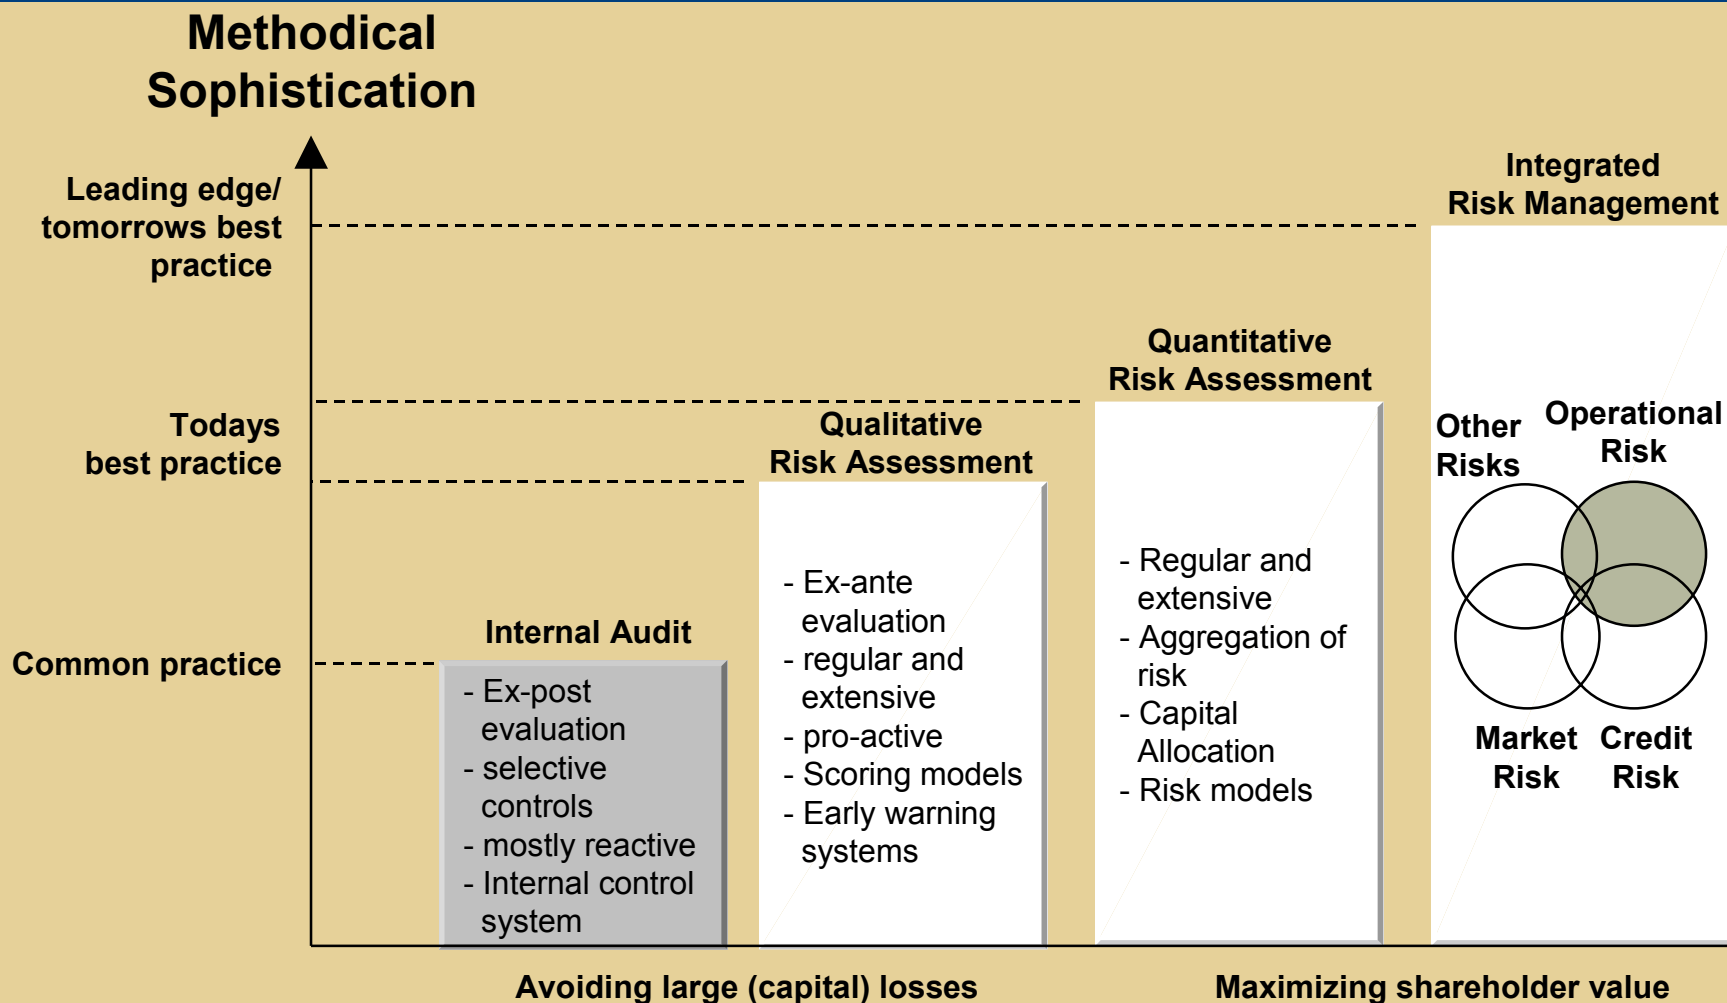 Methodical
Sophistication
Leading edge/
tomorrows best
practice
Todays
best practice
Common practice
Internal Audit
- Ex-post
evaluation
- selective
controls
- mostly reactive
- Internal control
system
Qualitative
Risk Assessment
- Ex-ante
evaluation
- regular and
extensive
- pro-active
- Scoring models
- Early warning
systems
Quantitative
Risk Assessment
- Regular and
extensive
- Aggregation of
risk
- Capital
Allocation
- Risk models
Integrated
Risk Management
Other
Risks
Operational
Risk
Market
Risk
Credit
Risk
Avoiding large (capital) losses
Maximizing shareholder value